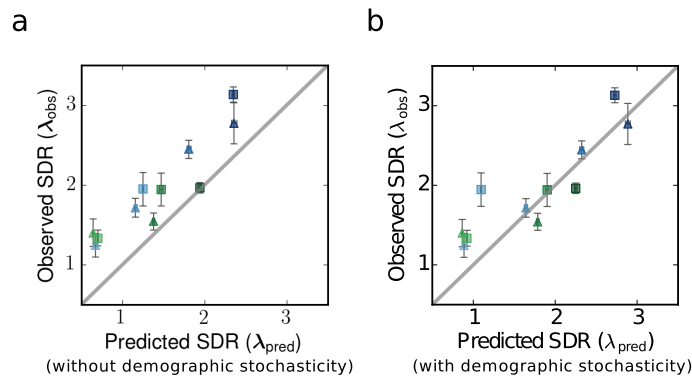 a
b
Observed SDR (λobs)
3
2
1
1
2
3
Predicted SDR (λpred)
(without demographic stochasticity)
Observed SDR (λobs)
3
2
1
1
2
3
Predicted SDR (λpred)
(with demographic stochasticity)